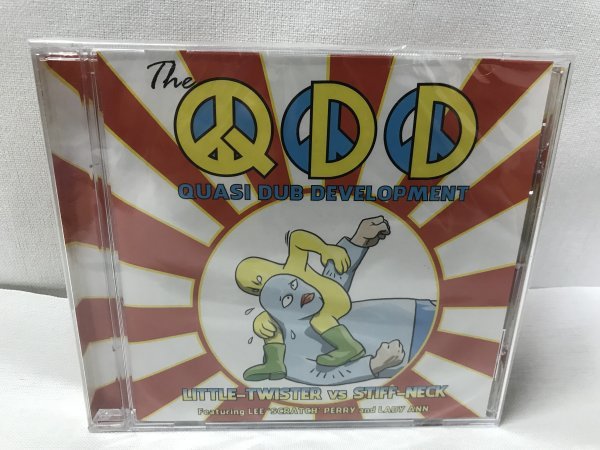 The
QDD
QUASI DUB DEVELOPMENT
LITTLE-TWISTER VS STIFF-NECK
Featuring LEE "SCRATCH" PERRY and LADY ANN